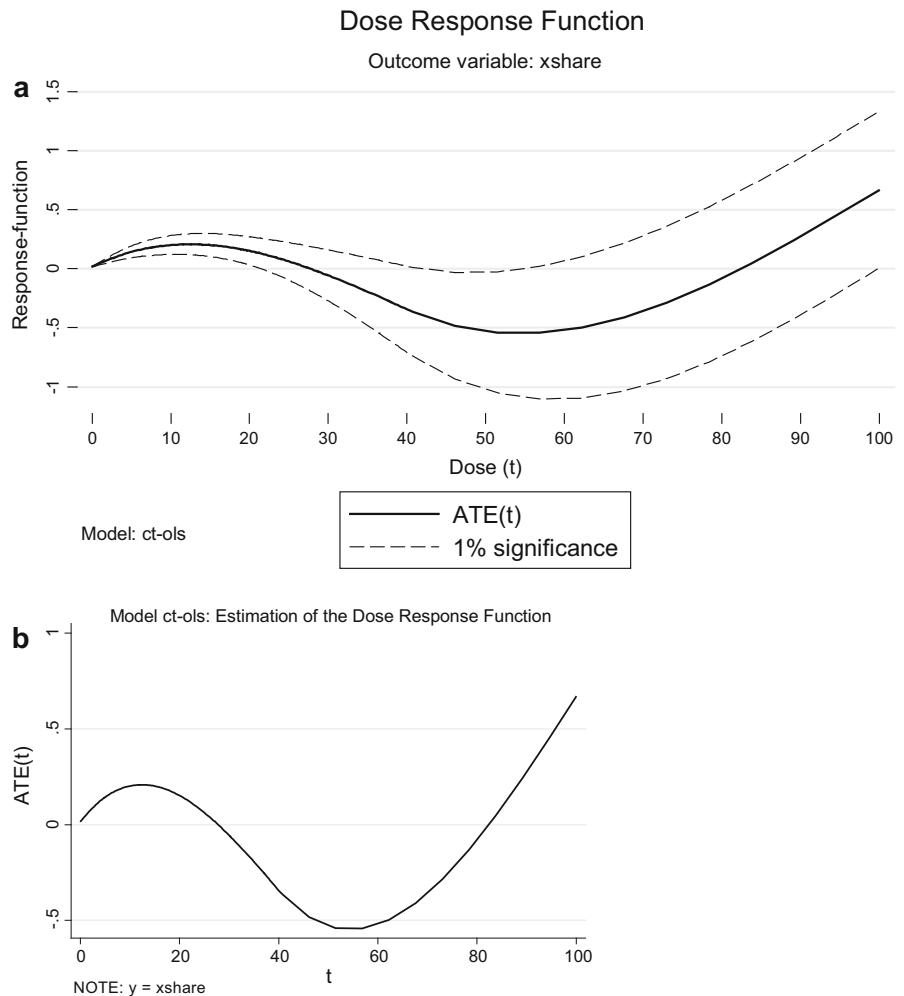 Dose Response Function
Outcome variable: xshare
a
1.5
1
.5
0
-.5
-1
Response-function
0 10 20 30 40 50 60 70 80 90 100
Dose (t)
Model: ct-ols
ATE(t)
1% significance
b
Model ct-ols: Estimation of the Dose Response Function
1
.5
0
-.5
ATE(t)
0 20 40 60 80 100
t
NOTE: y = xshare